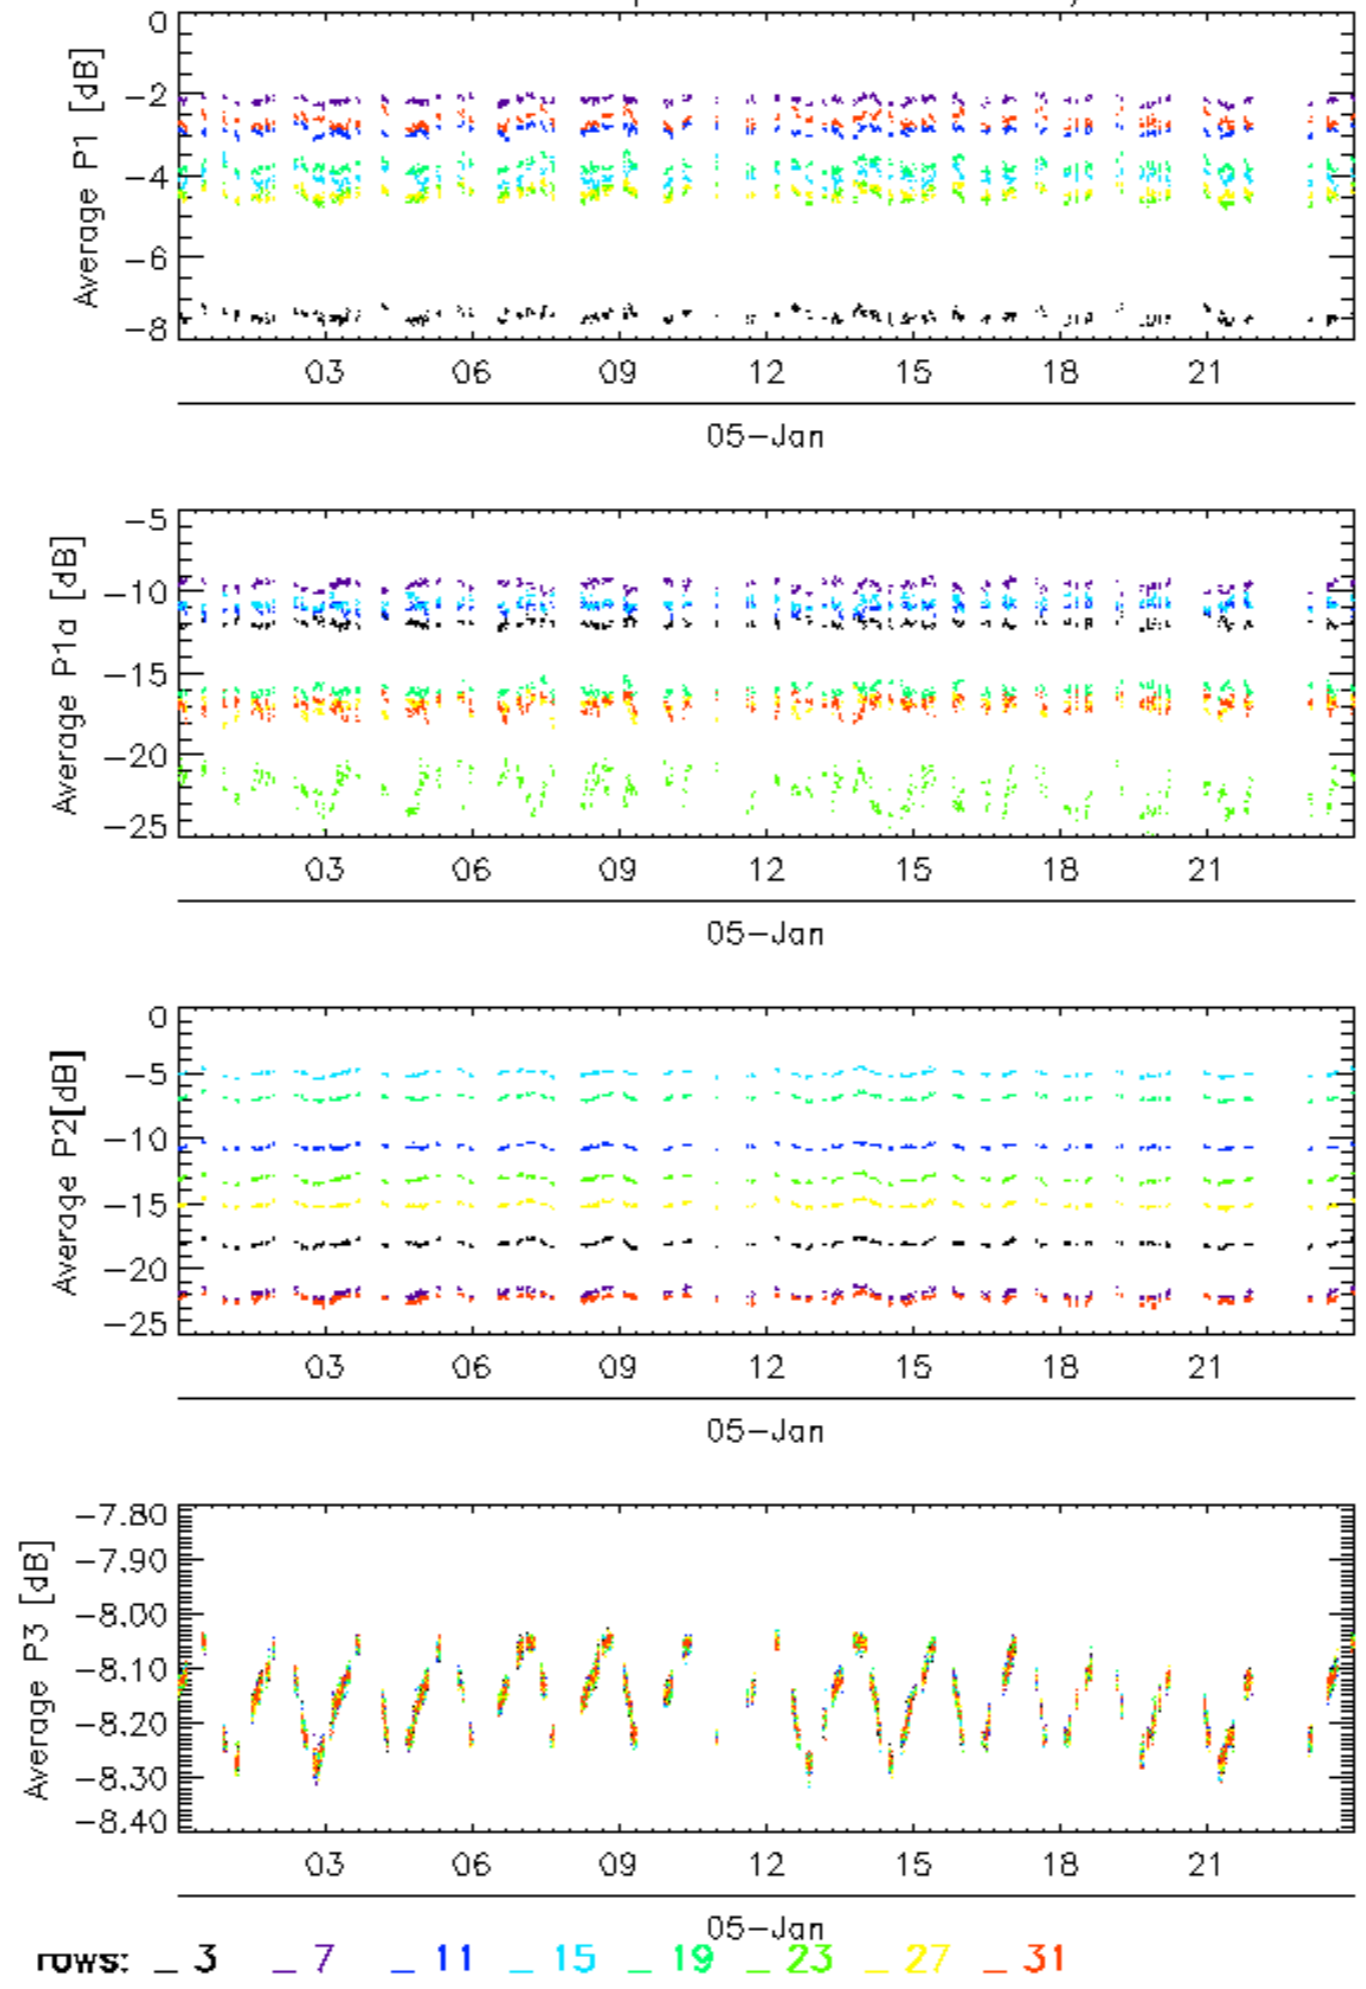 Average P1 [dB]
0
-2
-4
-6
-8
03 06 09 12 15 18 21
05-Jan
Average P1a [dB]
-5
-10
-15
-20
-25
03 06 09 12 15 18 21
05-Jan
Average P2[dB]
0
-5
-10
-15
-20
-25
03 06 09 12 15 18 21
05-Jan
Average P3 [dB]
-7.80
-7.90
-8.00
-8.10
-8.20
-8.30
-8.40
03 06 09 12 15 18 21
05-Jan
rows: _ 3 _ 7 _ 11 _ 15 _ 19 _ 23 _ 27 _ 31